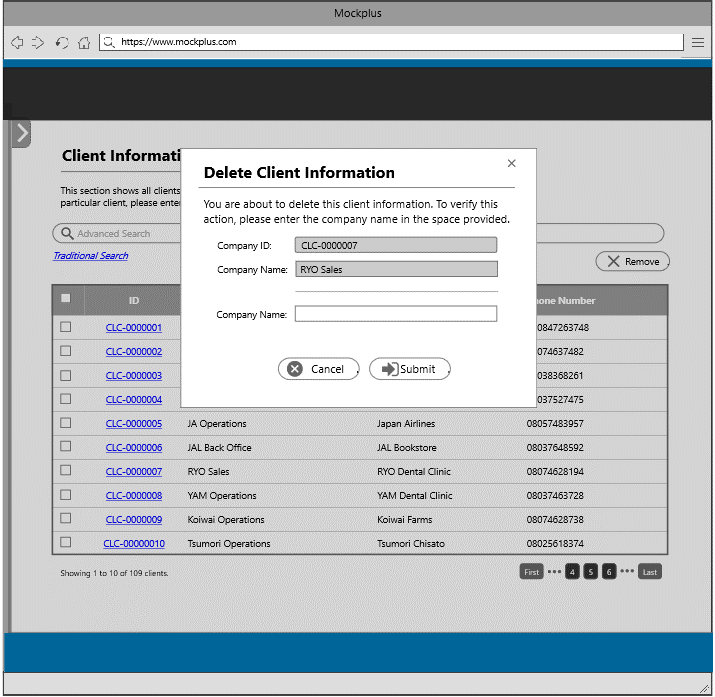 Mockplus
https://www.mockplus.com
Client Informati
This section shows all clients
particular client, please ente
Advanced Search
Traditional Search
Remove
Delete Client Information
You are about to delete this client information. To verify this
action, please enter the company name in the space provided.
Company ID: CLC-0000007
Company Name: RYO Sales
Company Name:
Cancel
Submit
ID hone Number
CLC-0000001 0847263748
CLC-0000002 074637482
CLC-0000003 038368261
CLC-0000004 037527475
CLC-0000005 JA Operations Japan Airlines 08057483957
CLC-0000006 JAL Back Office JAL Bookstore 08037648592
CLC-0000007 RYO Sales RYO Dental Clinic 08074628194
CLC-0000008 YAM Operations YAM Dental Clinic 08037463728
CLC-0000009 Koiwai Operations Koiwai Farms 08074628738
CLC-00000010 Tsumori Operations Tsumori Chisato 08025618374
Showing 1 to 10 of 109 clients.
First ••• 4 5 6 ••• Last